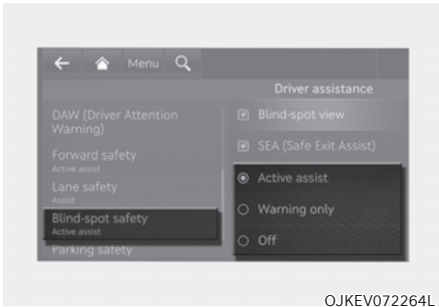 Menu
Driver assistance
DAW (Driver Attention
Warning)
Forward safety
Active assist
Lane safety
Assist
Blind-spot safety
Active assist
Parking safety
Blind-spot view
SEA (Safe Exit Assist)
Active assist
Warning only
Off
OJKEV072264L